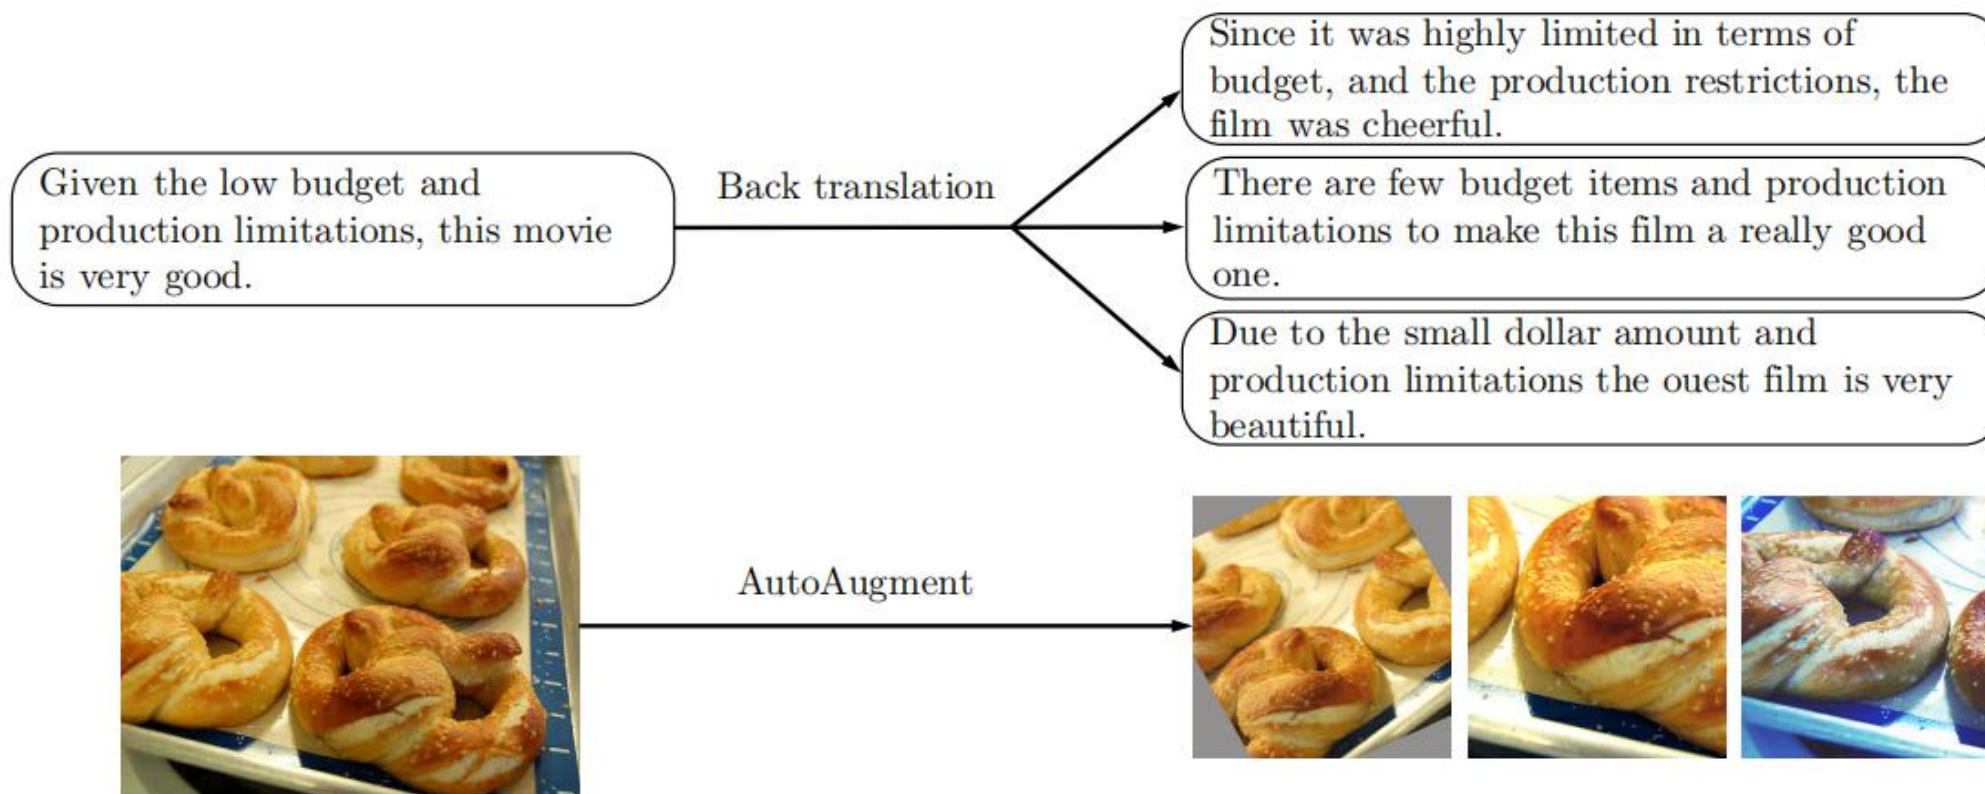 Given the low budget and
production limitations, this movie
is very good.
Back translation
Since it was highly limited in terms of
budget, and the production restrictions, the
film was cheerful.
There are few budget items and production
limitations to make this film a really good
one.
Due to the small dollar amount and
production limitations the ouest film is very
beautiful.
AutoAugment